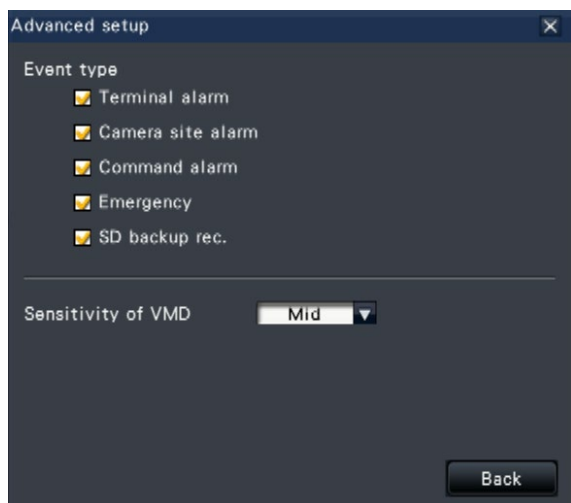 Advanced setup
Event type
Terminal alarm
Camera site alarm
Command alarm
Emergency
SD backup rec.
Sensitivity of VMD Mid
Back